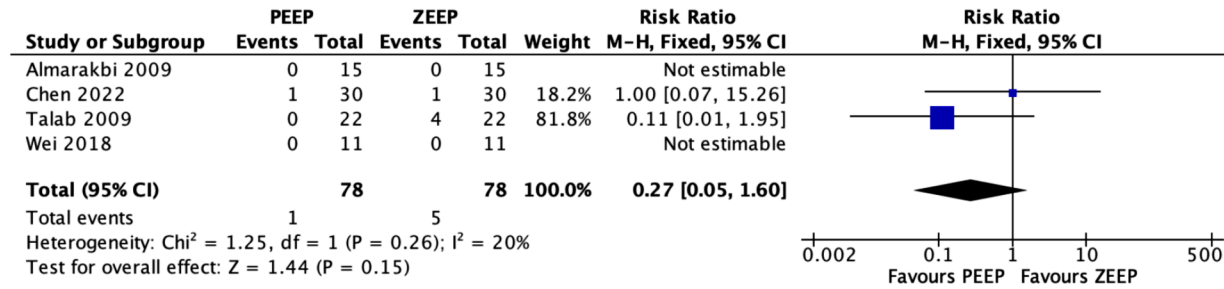 PEEP ZEEP Risk Ratio Risk Ratio
Study or Subgroup Events Total Events Total Weight M-H, Fixed, 95% CI M-H, Fixed, 95% CI
Almarakbi 2009 0 15 0 15 Not estimable
Chen 2022 1 30 1 30 18.2% 1.00 [0.07, 15.26]
Talab 2009 0 22 4 22 81.8% 0.11 [0.01, 1.95]
Wei 2018 0 11 0 11 Not estimable
Total (95% CI) 78 78 100.0% 0.27 [0.05, 1.60]
Total events 1 5
Heterogeneity: Chi² = 1.25, df = 1 (P = 0.26); I² = 20%
Test for overall effect: Z = 1.44 (P = 0.15)
0.002 0.1 1 10 500
Favours PEEP Favours ZEEP